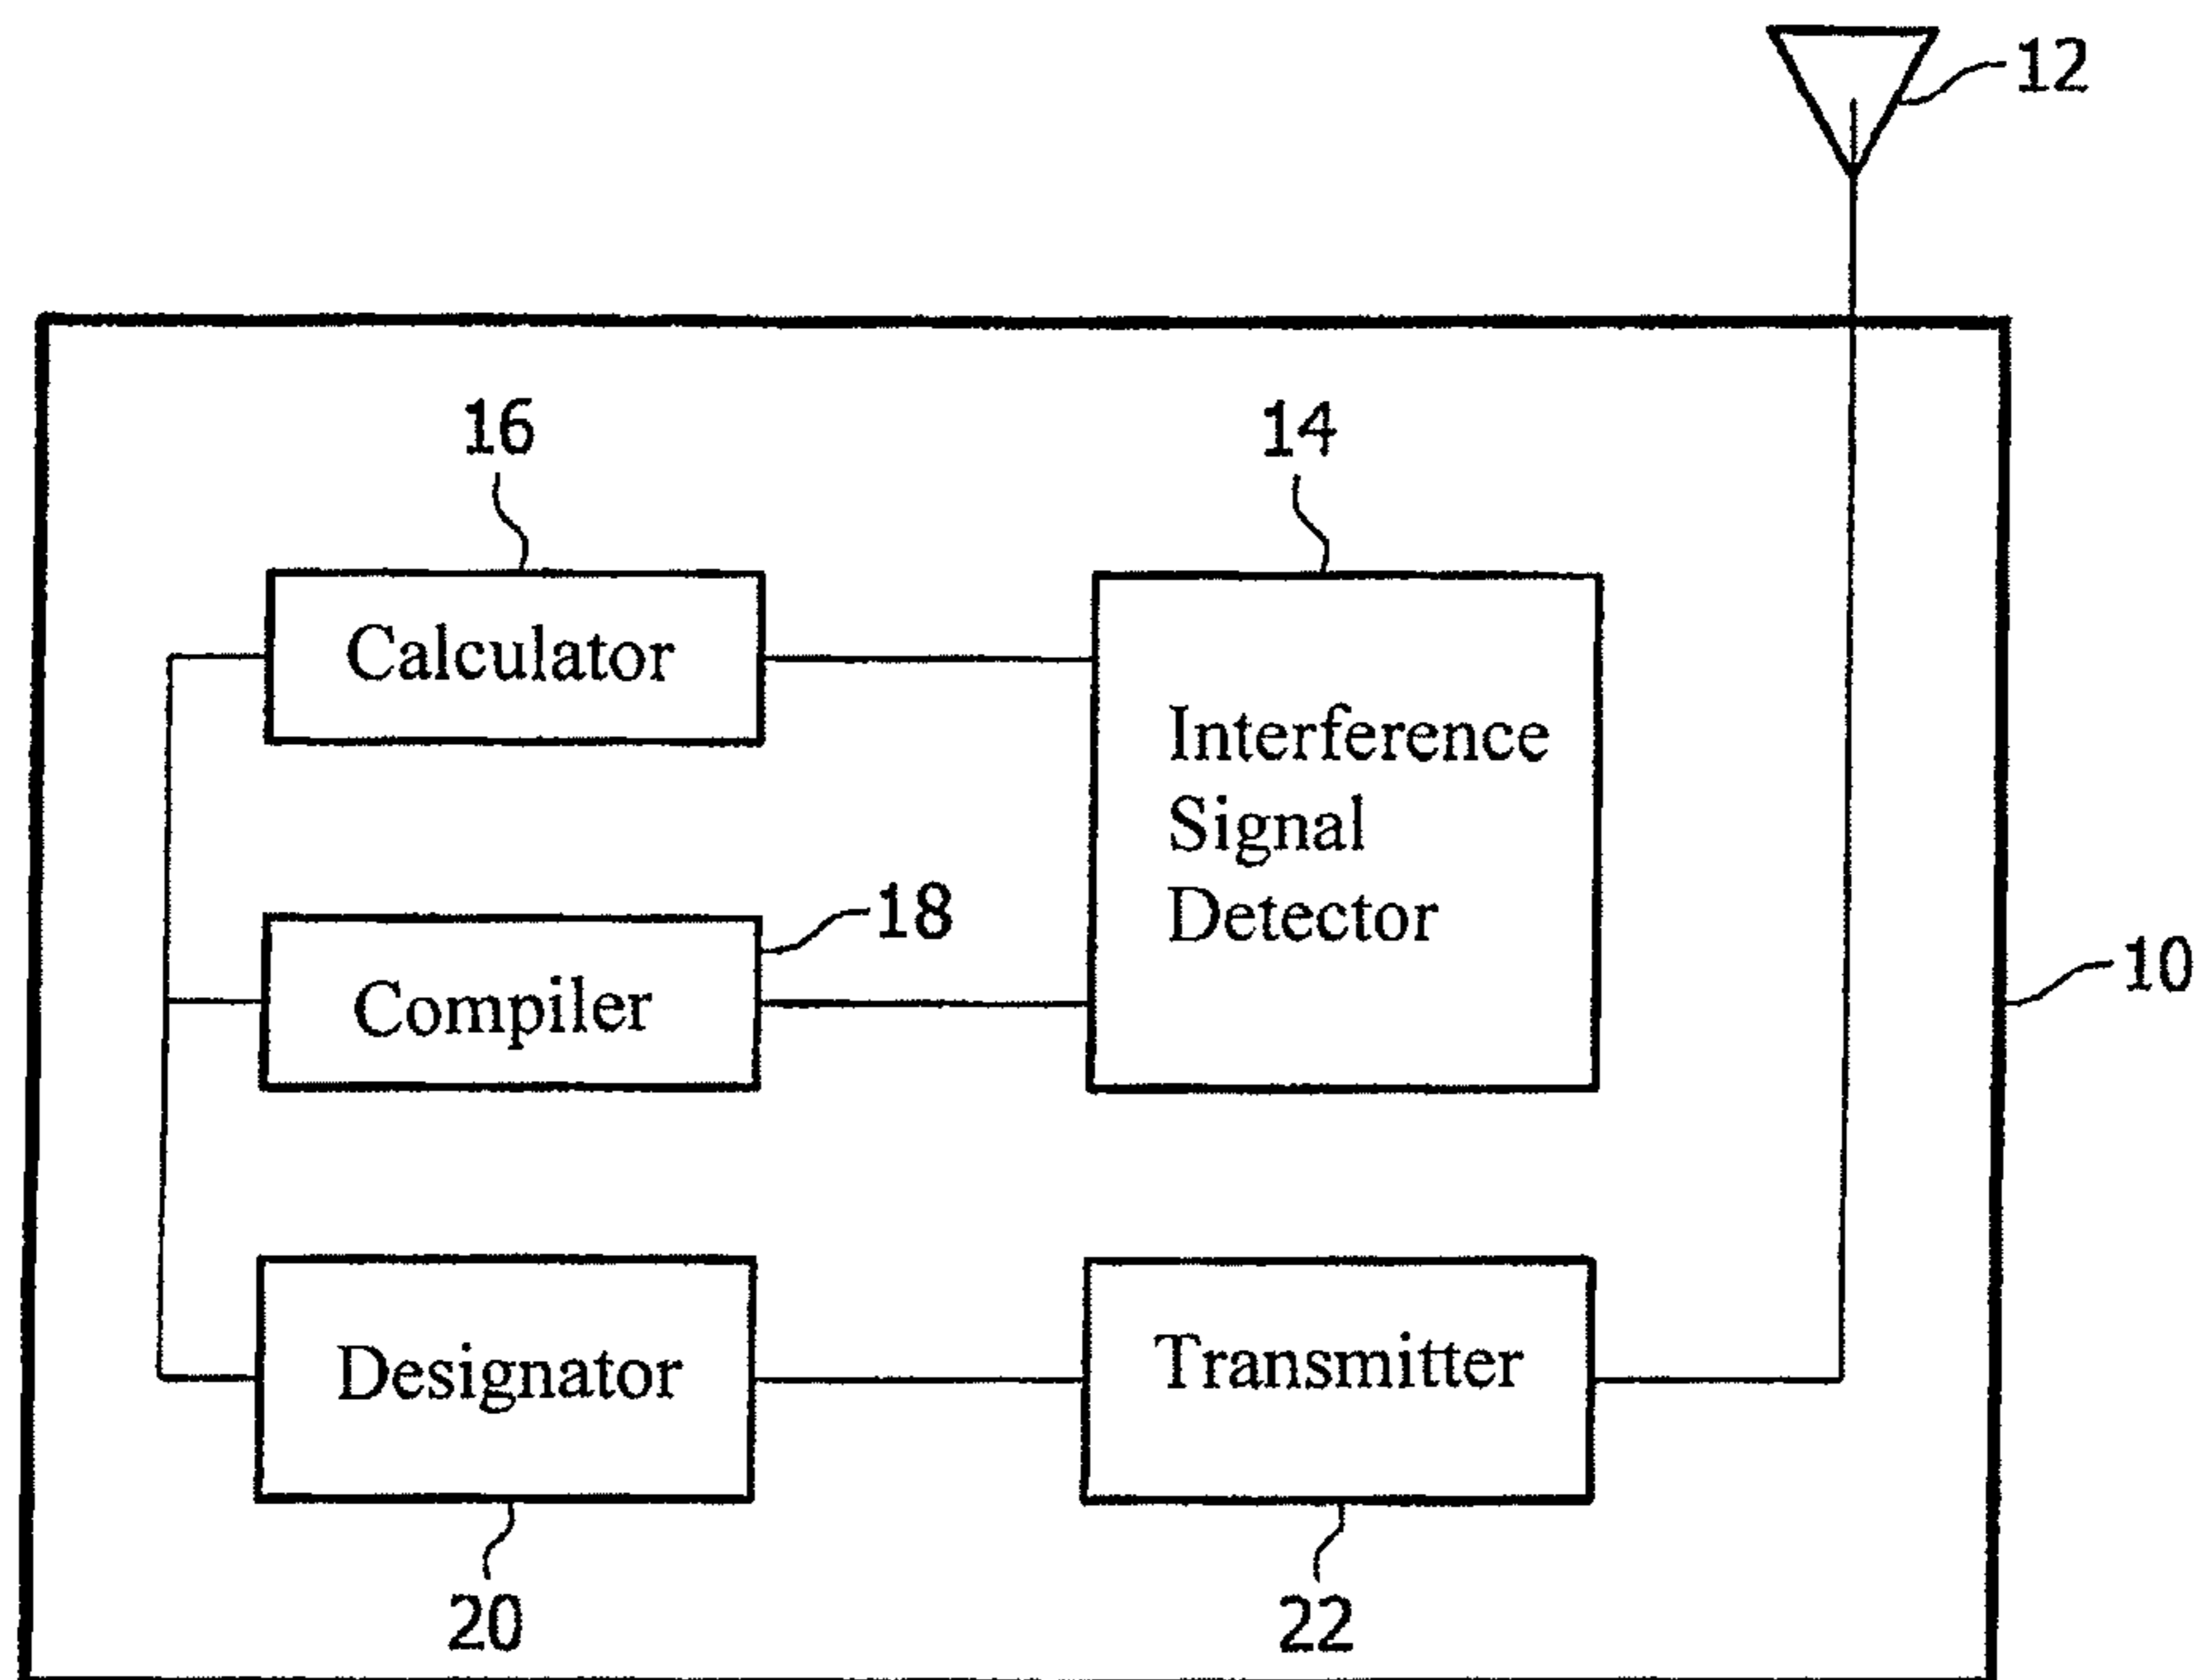 12
16
14
Calculator
Interference
Signal
Detector
18
Compiler
10
Designator
Transmitter
20
22